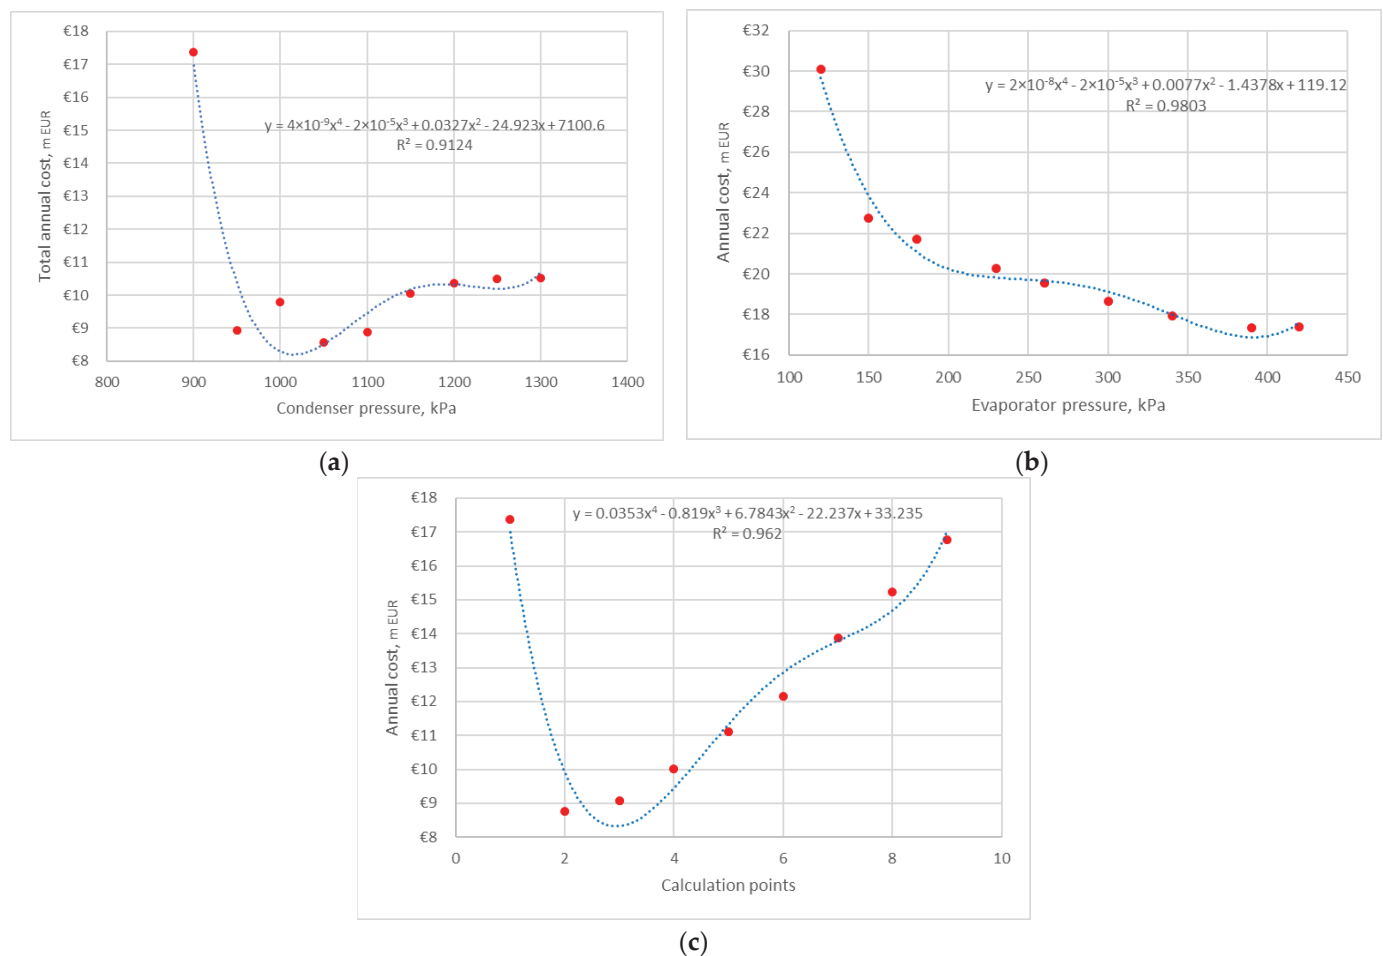 €18
€17
€16
€15
€14
€13
€12
€11
€10
€9
€8
Total annual cost, m EUR
y = 4×10⁻⁹x⁴ - 2×10⁻⁵x³ + 0.0327x² - 24.923x + 7100.6
R² = 0.9124
800 900 1000 1100 1200 1300 1400
Condenser pressure, kPa
(a)
€32
€30
€28
€26
€24
€22
€20
€18
€16
Annual cost, m EUR
y = 2×10⁻⁸x⁴ - 2×10⁻⁵x³ + 0.0077x² - 1.4378x + 119.12
R² = 0.9803
100 150 200 250 300 350 400 450
Evaporator pressure, kPa
(b)
€18
€17
€16
€15
€14
€13
€12
€11
€10
€9
€8
Annual cost, m EUR
y = 0.0353x⁴ - 0.819x³ + 6.7843x² - 22.237x + 33.235
R² = 0.962
0 2 4 6 8 10
Calculation points
(c)